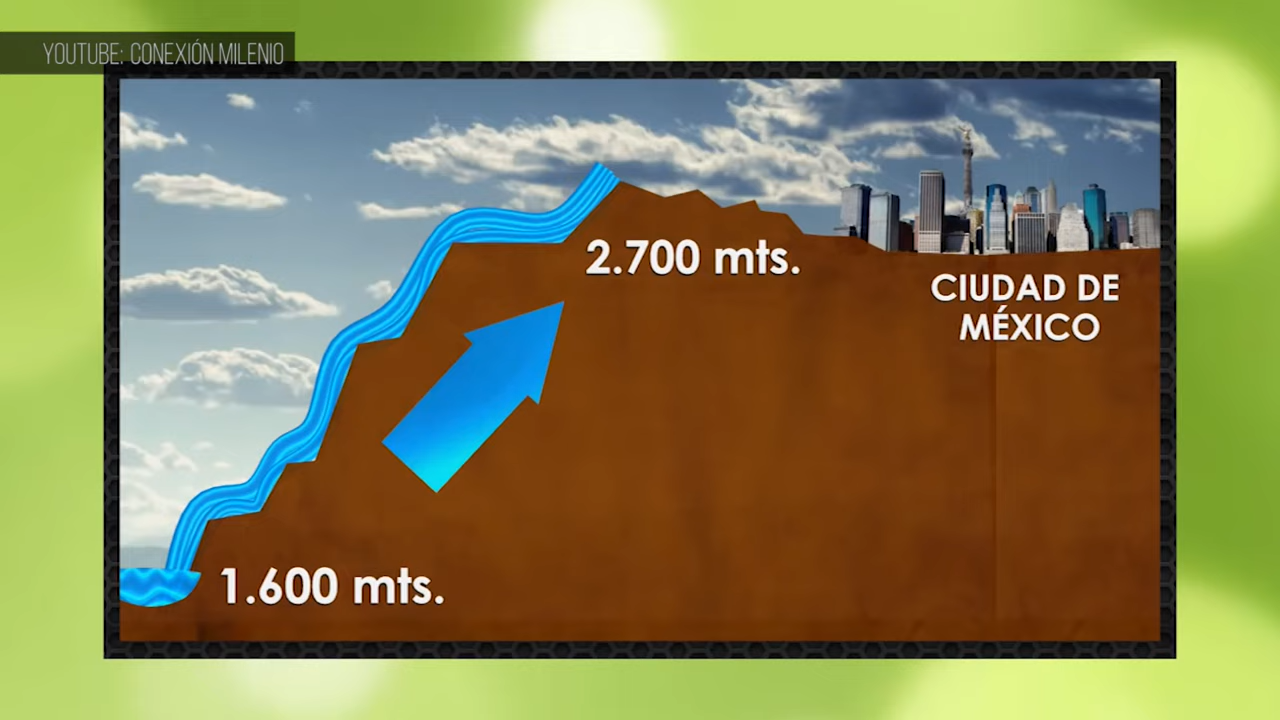 YOUTUBE: CONEXIÓN MILENIO
2.700 mts.
CIUDAD DE
MÉXICO
1.600 mts.